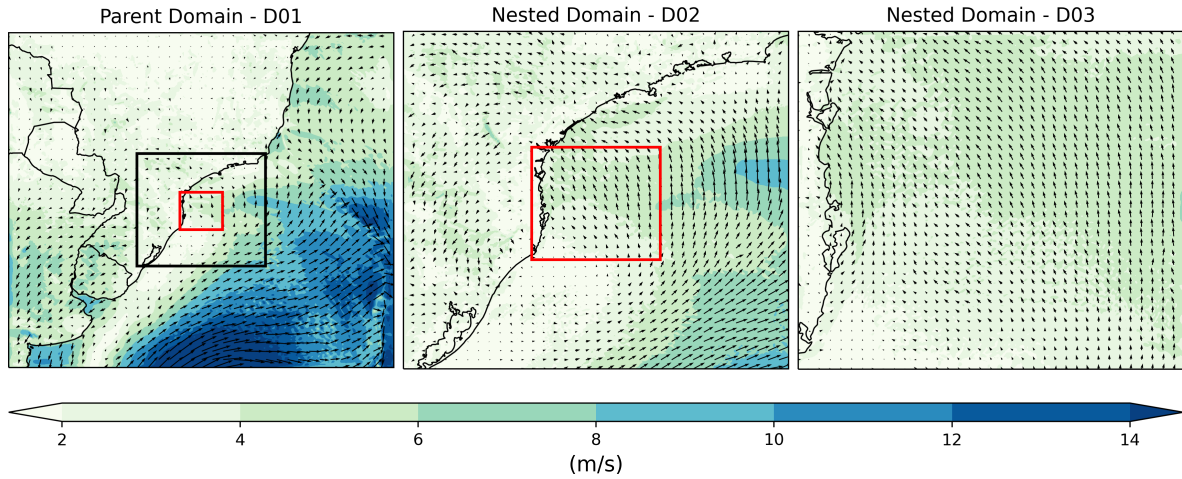 Parent Domain - D01
Nested Domain - D02
Nested Domain - D03
2 4 6 8 10 12 14
(m/s)